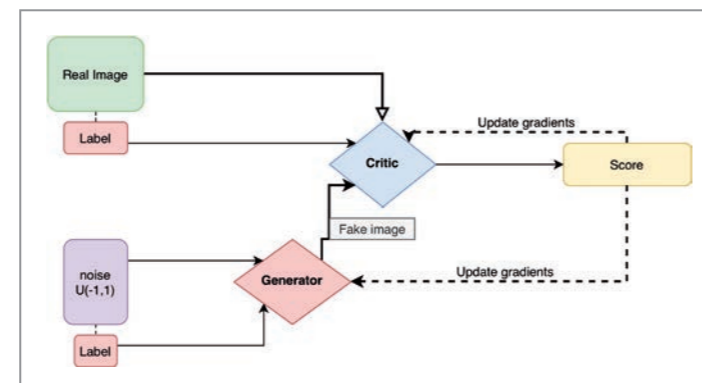 Real Image
Label
Update gradients
Critic
Score
Fake image
noise
U(-1,1)
Generator
Update gradients
Label